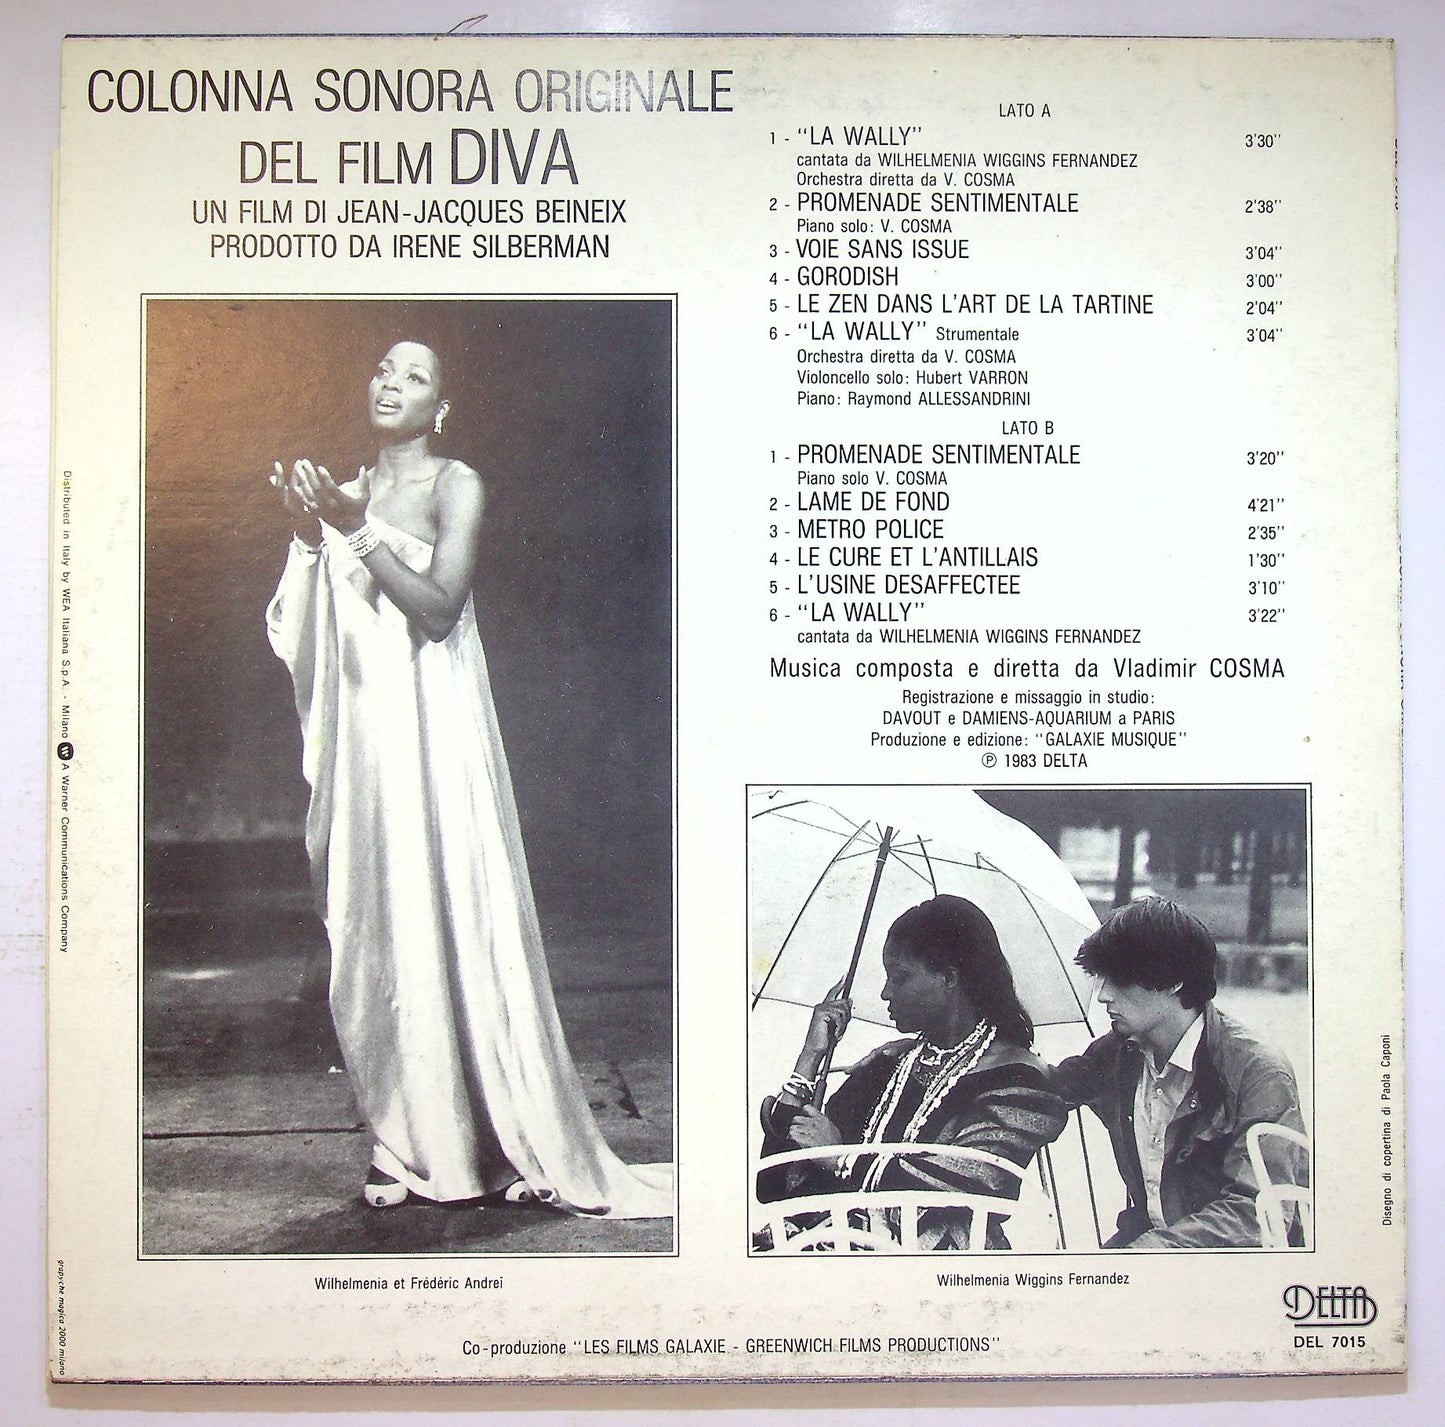 COLONNA SONORA ORIGINALE
DEL FILM DIVA
UN FILM DI JEAN-JACQUES BEINEIX
PRODOTTO DA IRENE SILBERMAN
LATO A
1 - "LA WALLY" 3'30"
cantata da WILHELMENIA WIGGINS FERNANDEZ
Orchestra diretta da V. COSMA
2 - PROMENADE SENTIMENTALE 2'38"
Piano solo: V. COSMA
3 - VOIE SANS ISSUE 3'04"
4 - GORODISH 3'00"
5 - LE ZEN DANS L'ART DE LA TARTINE 2'04"
6 - "LA WALLY" Strumentale 3'04"
Orchestra diretta da V. COSMA
Violoncello solo: Hubert VARRON
Piano: Raymond ALLESSANDRINI
LATO B
1 - PROMENADE SENTIMENTALE 3'20"
Piano solo V. COSMA
2 - LAME DE FOND 4'21"
3 - METRO POLICE 2'35"
4 - LE CURE ET L'ANTILLAIS 1'30"
5 - L'USINE DESAFFECTEE 3'10"
6 - "LA WALLY" 3'22"
cantata da WILHELMENIA WIGGINS FERNANDEZ
Musica composta e diretta da Vladimir COSMA
Registrazione e missaggio in studio:
DAVOUT e DAMIENS-AQUARIUM a PARIS
Produzione e edizione: "GALAXIE MUSIQUE"
℗ 1983 DELTA
Wilhelmenia et Frédéric Andrei
Wilhelmenia Wiggins Fernandez
Co-produzione "LES FILMS GALAXIE - GREENWICH FILMS PRODUCTIONS"
DELTA
DEL 7015
Distributed in Italy by WEA Italiana S.p.A. - Milano W A Warner Communications Company
grapyche magica 2000 milano
Disegno di copertina di Paola Caponi